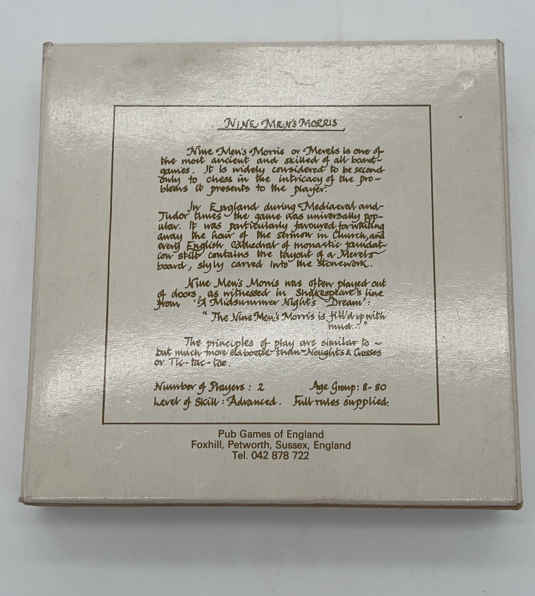 NINE MEN'S MORRIS
Nine Men's Morris or Merels is one of
the most ancient and skilled of all board-
games. It is widely considered to be second
only to chess in the intricacy of the pro-
blems it presents to the player.
In England during Mediaeval and
Tudor times the game was universally pop-
ular. It was particularly favoured for whiling
away the hour of the sermon in Church, and
every English Cathedral of monastic foundat-
ion still contains the layout of a Merels
board, slyly carved into the stonework.
Nine Men's Morris was often played out
of doors, as witnessed in Shakespeare's line
from "A Midsummer Night's Dream":
"The Nine Men's Morris is fill'd up with
mud..."
The principles of play are similar to
but much more elaborate than Noughts & Crosses
or Tic-tac-toe.
Number of Players: 2 Age Group: 8-80
Level of Skill: Advanced. Full rules supplied.
Pub Games of England
Foxhill, Petworth, Sussex, England
Tel. 042 878 722